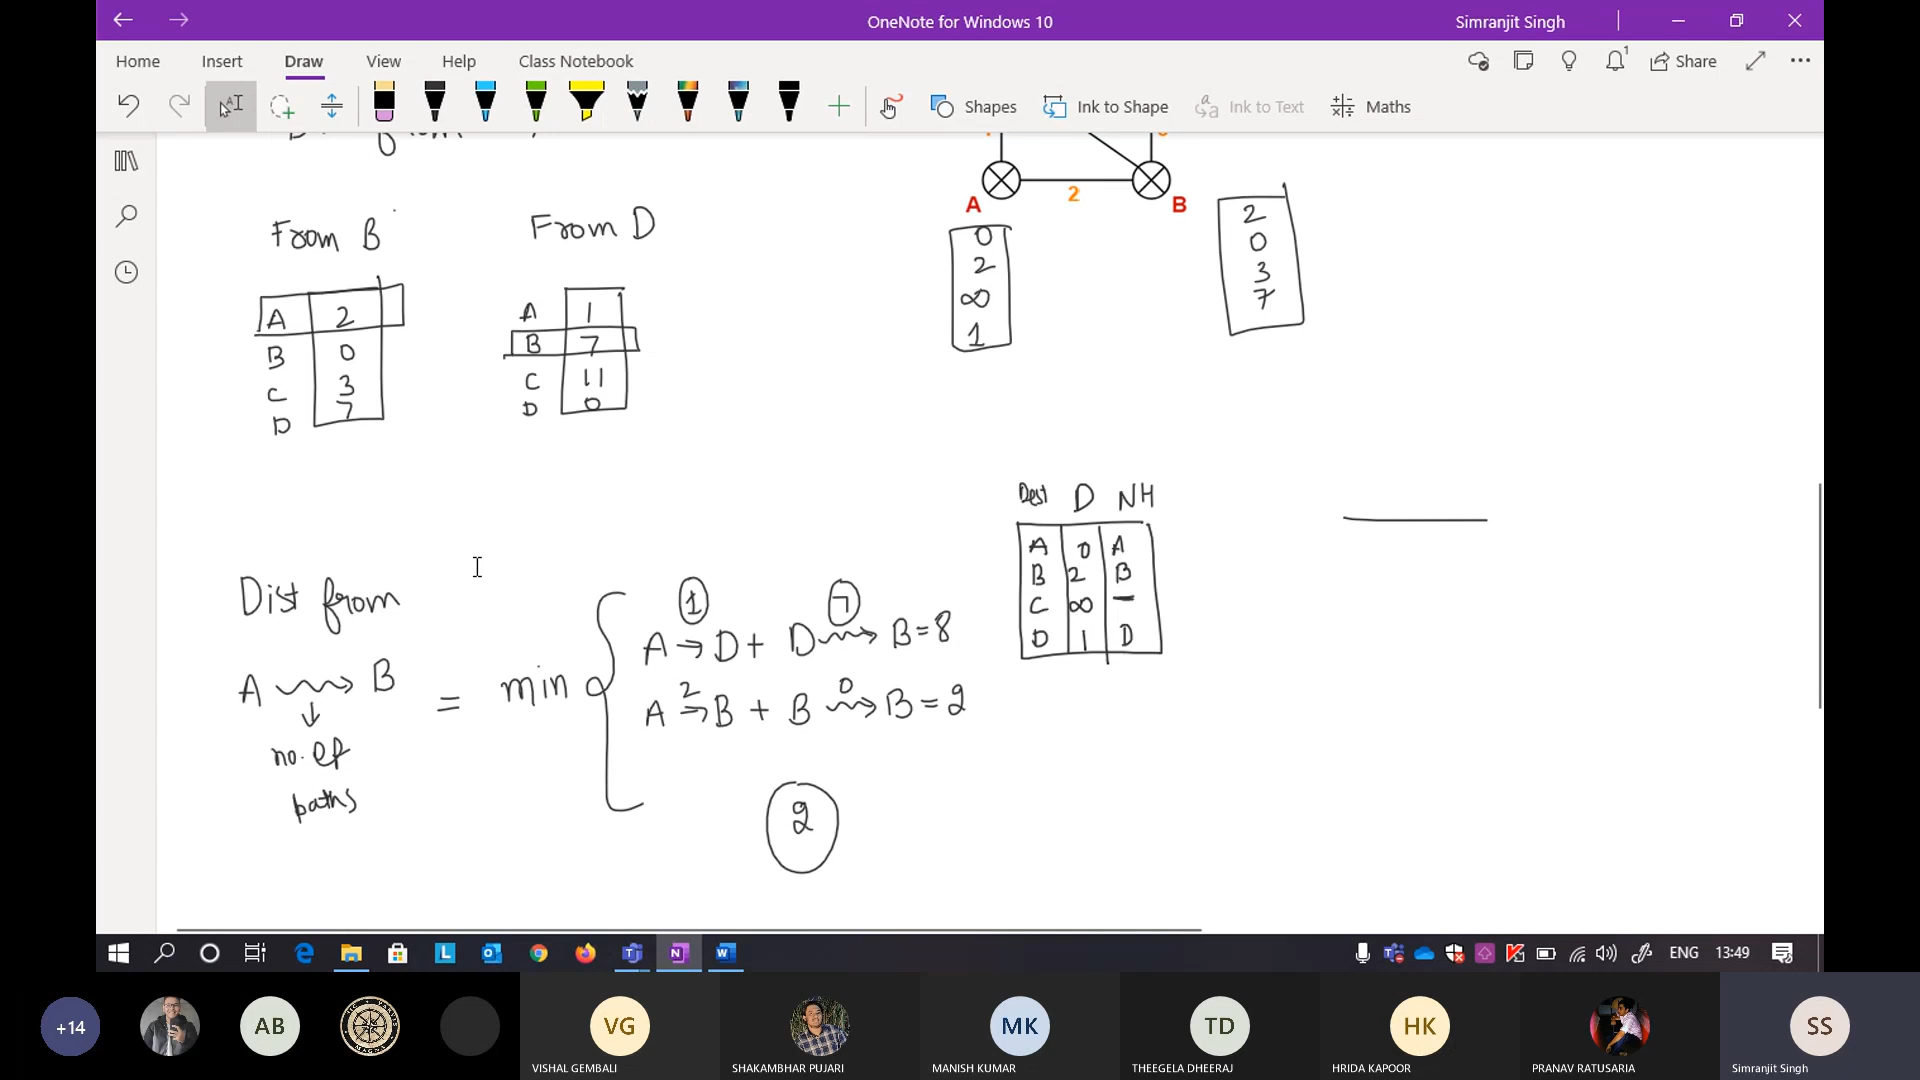 OneNote for Windows 10
Simranjit Singh
Home Insert Draw View Help Class Notebook
1
Share
Shapes
Ink to Shape
Ink to Text
Maths
A 2 B
From B
A 2
B 0
C 3
D 7
From D
A 1
B 7
C 11
D 0
0
2
∞
1
2
0
3
7
Dest D NH
A 0 A
B 2 B
C ∞ —
D 1 D
Dist from
A ⇝ B
↓
no. of
paths
= min {
1 7
A → D + D ⇝ B = 8
2 0
A → B + B ⇝ B = 2
2
ENG 13:49
+14
AB
VG
MK
TD
HK
SS
VISHAL GEMBALI
SHAKAMBHAR PUJARI
MANISH KUMAR
THEEGELA DHEERAJ
HRIDA KAPOOR
PRANAV RATUSARIA
Simranjit Singh